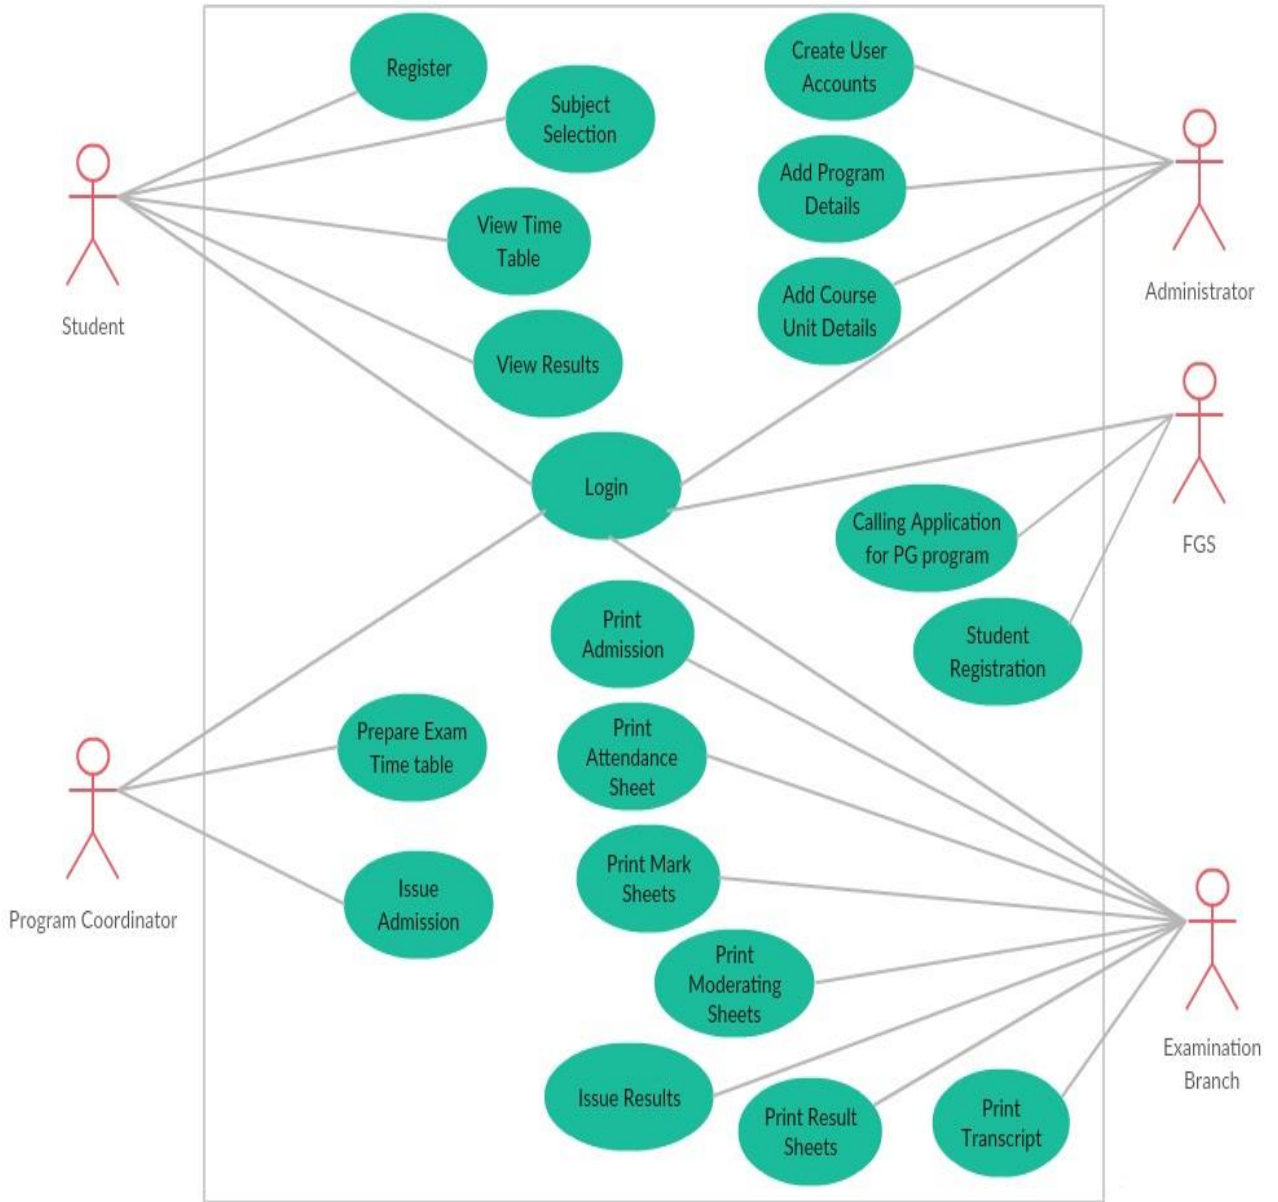 Register
Subject
Selection
View Time
Table
View Results
Login
Create User
Accounts
Add Program
Details
Add Course
Unit Details
Student
Administrator
FGS
Calling Application
for PG program
Student
Registration
Print
Admission
Print
Attendance
Sheet
Print Mark
Sheets
Print
Moderating
Sheets
Issue Results
Print Result
Sheets
Print
Transcript
Prepare Exam
Time table
Issue
Admission
Program Coordinator
Examination
Branch